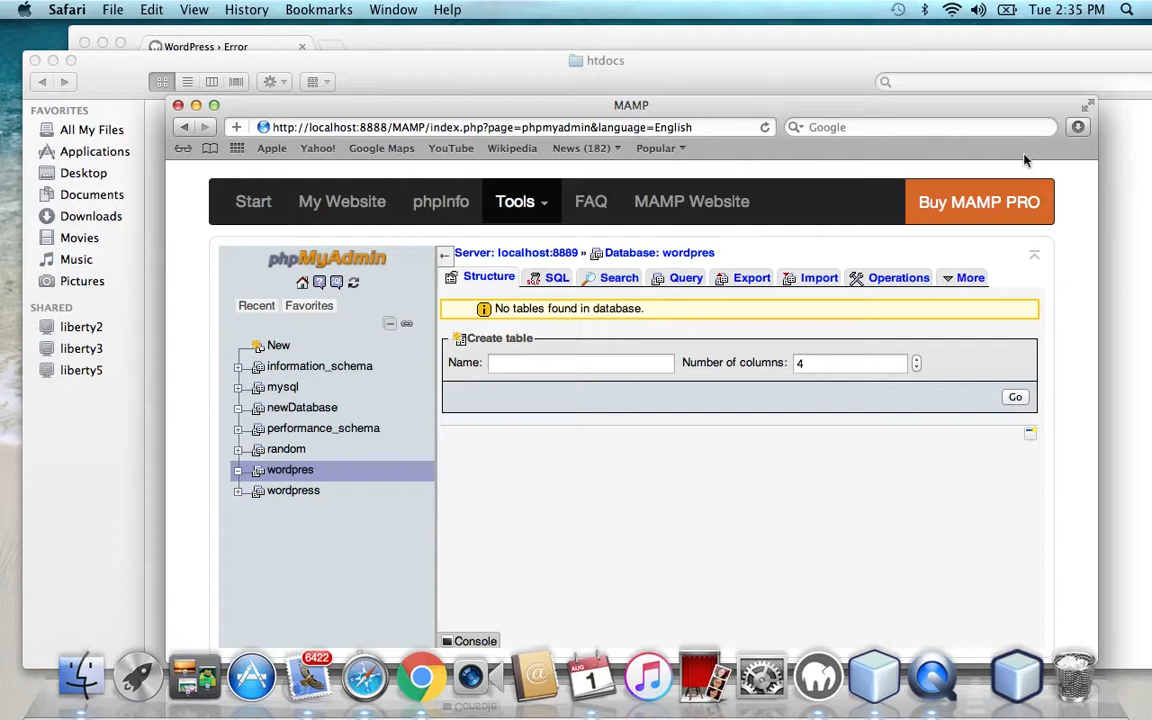 Safari File Edit View History Bookmarks Window Help Tue 2:35 PM
WordPress › Error
htdocs
FAVORITES
All My Files
Applications
Desktop
Documents
Downloads
Movies
Music
Pictures
SHARED
liberty2
liberty3
liberty5
MAMP
http://localhost:8888/MAMP/index.php?page=phpmyadmin&language=English
Google
Apple Yahoo! Google Maps YouTube Wikipedia News (182) Popular
Start My Website phpInfo Tools FAQ MAMP Website Buy MAMP PRO
phpMyAdmin
Recent Favorites
New
information_schema
mysql
newDatabase
performance_schema
random
wordpres
wordpress
Server: localhost:8889 » Database: wordpres
Structure SQL Search Query Export Import Operations More
No tables found in database.
Create table
Name: Number of columns: 4
Go
Console
6422
AUG
1